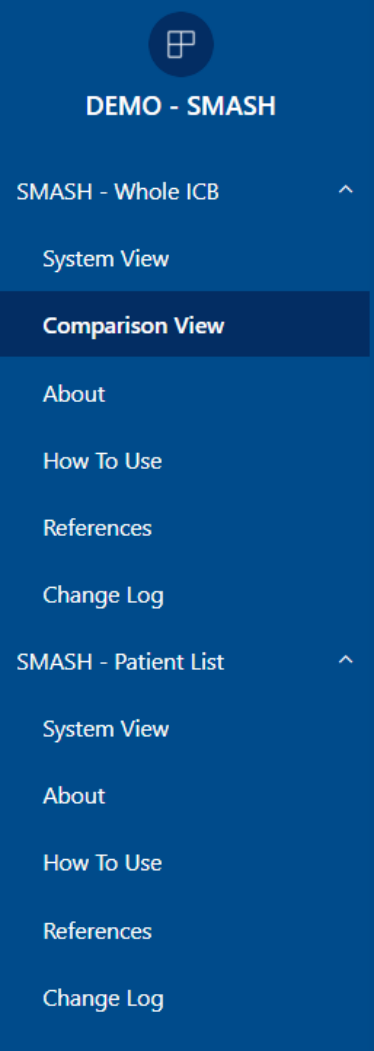 DEMO - SMASH
SMASH - Whole ICB
System View
Comparison View
About
How To Use
References
Change Log
SMASH - Patient List
System View
About
How To Use
References
Change Log